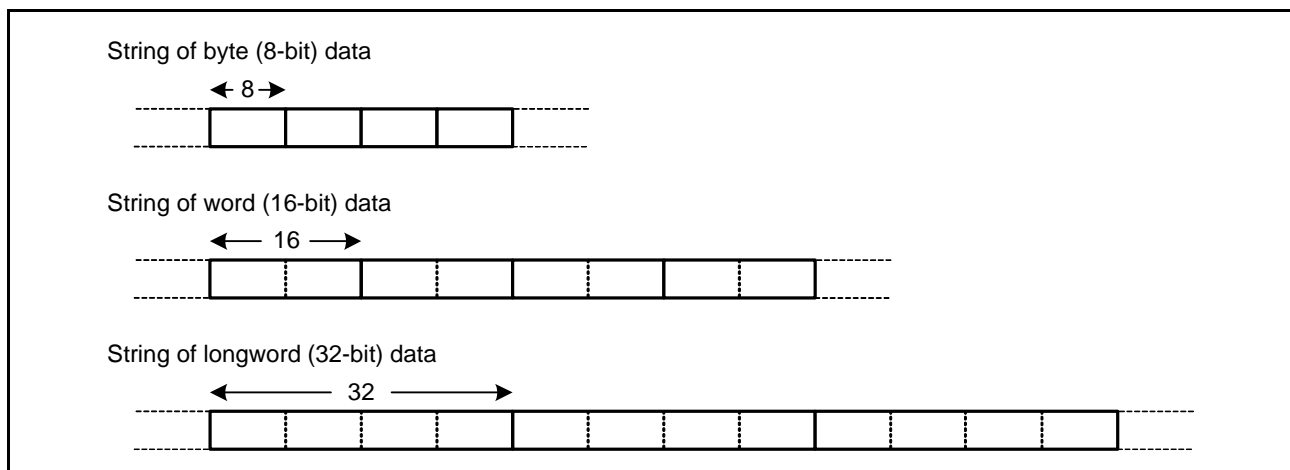 String of byte (8-bit) data
8
String of word (16-bit) data
16
String of longword (32-bit) data
32